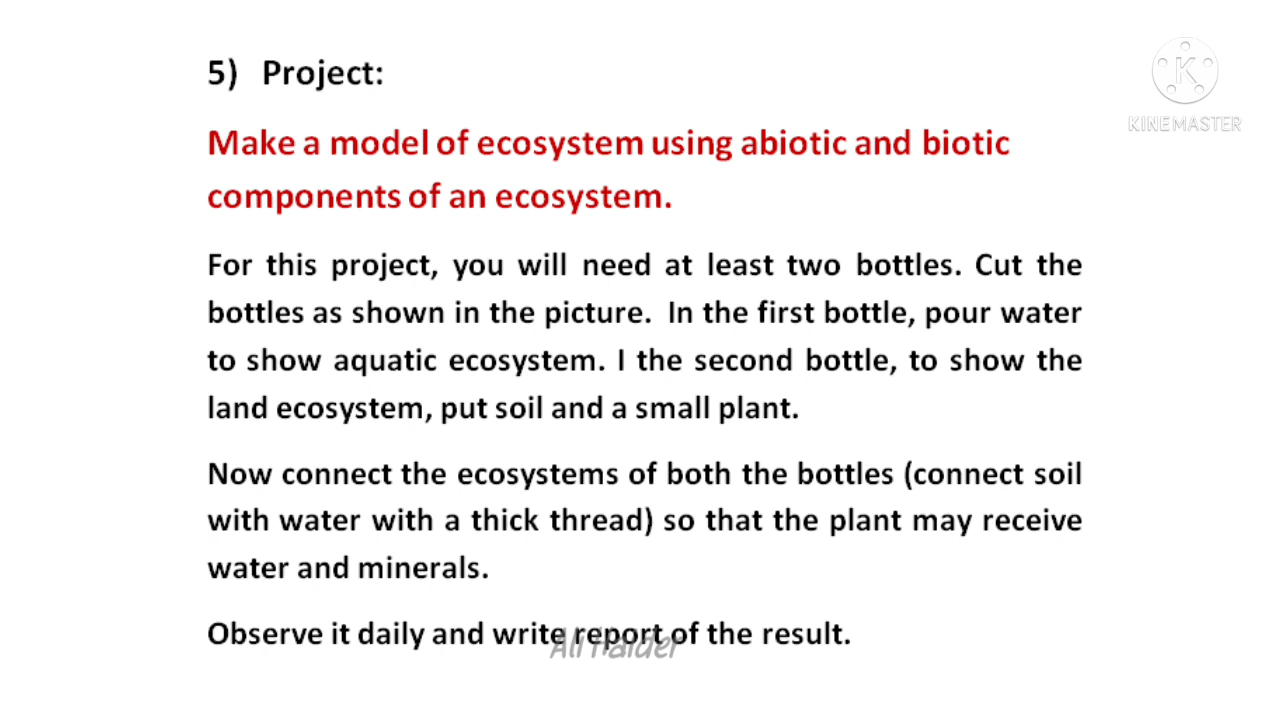 5) Project:
KINEMASTER
Make a model of ecosystem using abiotic and biotic
components of an ecosystem.
For this project, you will need at least two bottles. Cut the
bottles as shown in the picture. In the first bottle, pour water
to show aquatic ecosystem. I the second bottle, to show the
land ecosystem, put soil and a small plant.
Now connect the ecosystems of both the bottles (connect soil
with water with a thick thread) so that the plant may receive
water and minerals.
Observe it daily and write report of the result.
Ali Haider